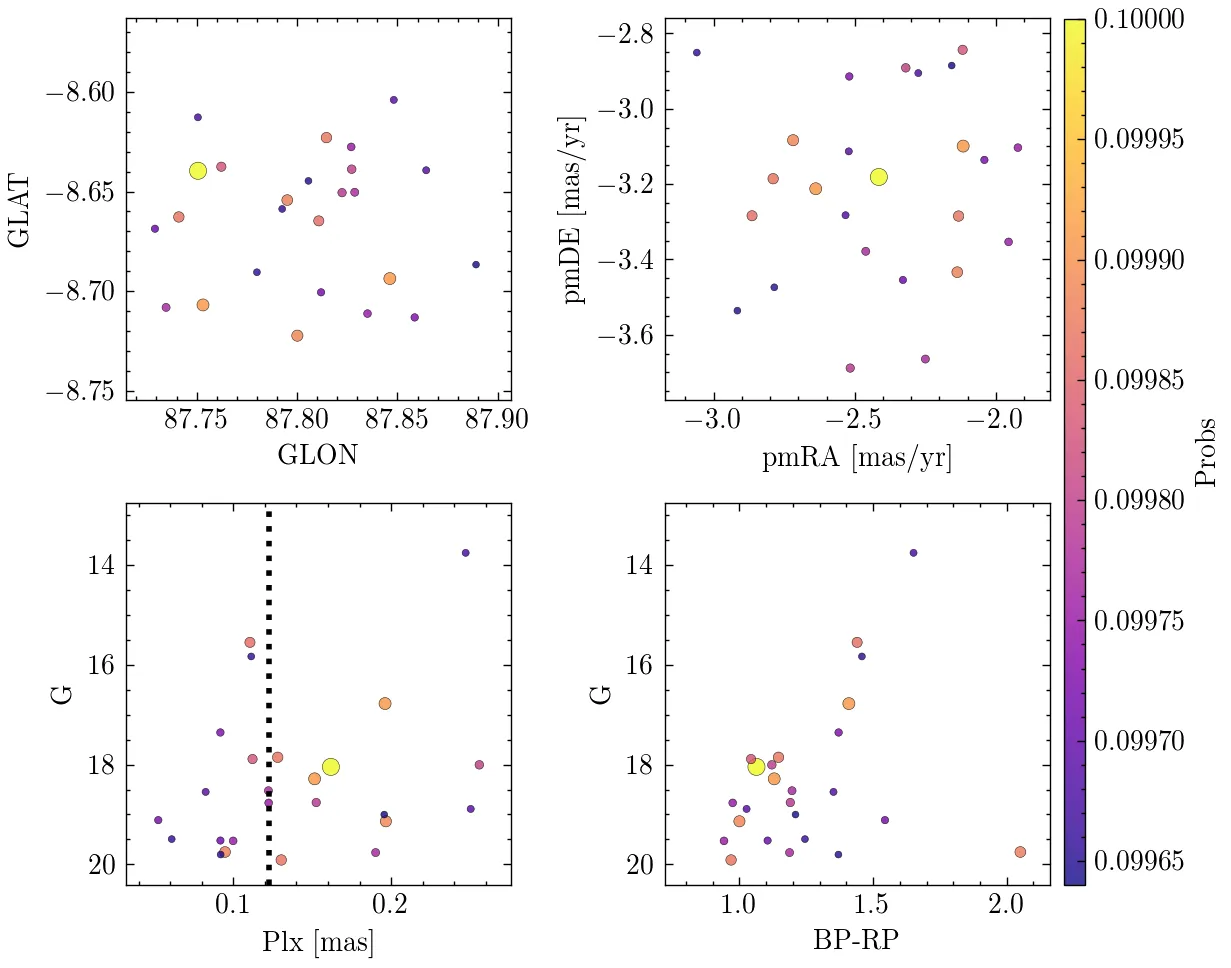 GLAT
−8.60
−8.65
−8.70
−8.75
87.75 87.80 87.85 87.90
GLON
pmDE [mas/yr]
−2.8
−3.0
−3.2
−3.4
−3.6
−3.0 −2.5 −2.0
pmRA [mas/yr]
G
14
16
18
20
0.1 0.2
Plx [mas]
G
14
16
18
20
1.0 1.5 2.0
BP-RP
0.10000
0.09995
0.09990
0.09985
0.09980
0.09975
0.09970
0.09965
Probs